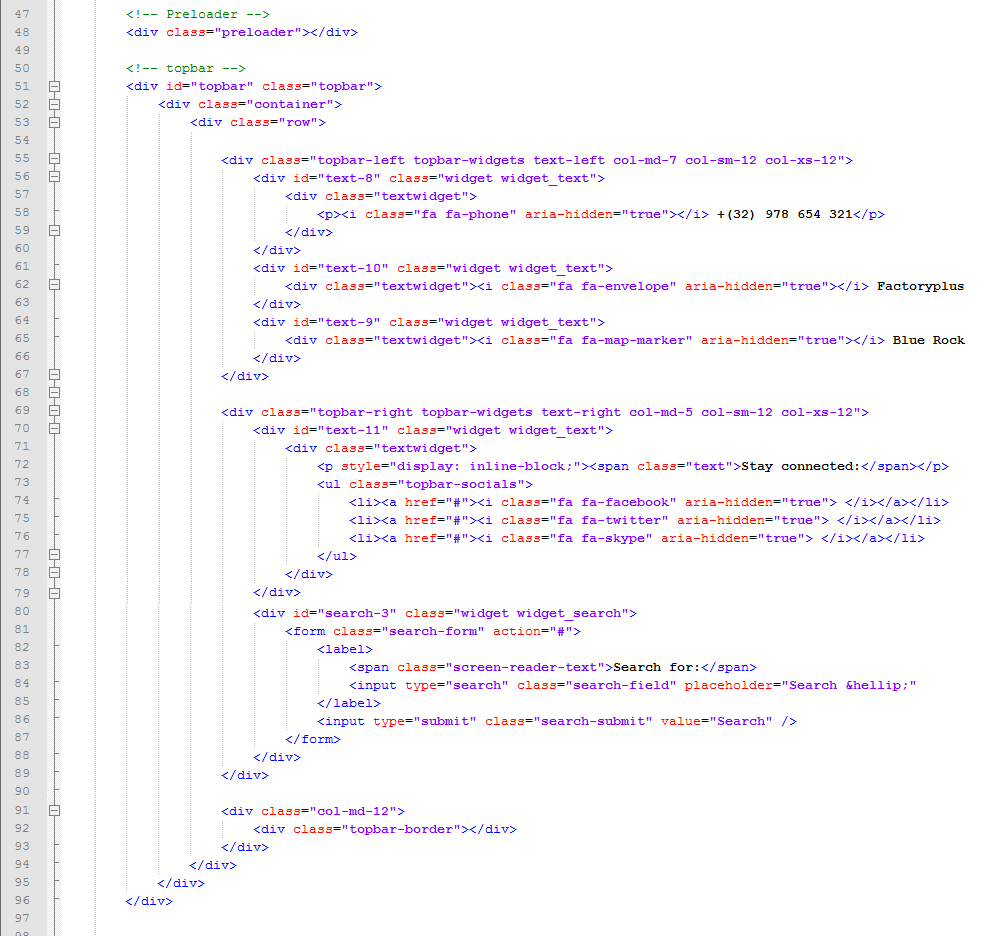 47 <!-- Preloader -->
48 <div class="preloader"></div>
49
50 <!-- topbar -->
51 <div id="topbar" class="topbar">
52 <div class="container">
53 <div class="row">
54
55 <div class="topbar-left topbar-widgets text-left col-md-7 col-sm-12 col-xs-12">
56 <div id="text-8" class="widget widget_text">
57 <div class="textwidget">
58 <p><i class="fa fa-phone" aria-hidden="true"></i> +(32) 978 654 321</p>
59 </div>
60 </div>
61 <div id="text-10" class="widget widget_text">
62 <div class="textwidget"><i class="fa fa-envelope" aria-hidden="true"></i> Factoryplus
63 </div>
64 <div id="text-9" class="widget widget_text">
65 <div class="textwidget"><i class="fa fa-map-marker" aria-hidden="true"></i> Blue Rock
66 </div>
67 </div>
68
69 <div class="topbar-right topbar-widgets text-right col-md-5 col-sm-12 col-xs-12">
70 <div id="text-11" class="widget widget_text">
71 <div class="textwidget">
72 <p style="display: inline-block;"><span class="text">Stay connected:</span></p>
73 <ul class="topbar-socials">
74 <li><a href="#"><i class="fa fa-facebook" aria-hidden="true"> </i></a></li>
75 <li><a href="#"><i class="fa fa-twitter" aria-hidden="true"> </i></a></li>
76 <li><a href="#"><i class="fa fa-skype" aria-hidden="true"> </i></a></li>
77 </ul>
78 </div>
79 </div>
80 <div id="search-3" class="widget widget_search">
81 <form class="search-form" action="#">
82 <label>
83 <span class="screen-reader-text">Search for:</span>
84 <input type="search" class="search-field" placeholder="Search &hellip;"
85 </label>
86 <input type="submit" class="search-submit" value="Search" />
87 </form>
88 </div>
89 </div>
90
91 <div class="col-md-12">
92 <div class="topbar-border"></div>
93 </div>
94 </div>
95 </div>
96 </div>
97
98